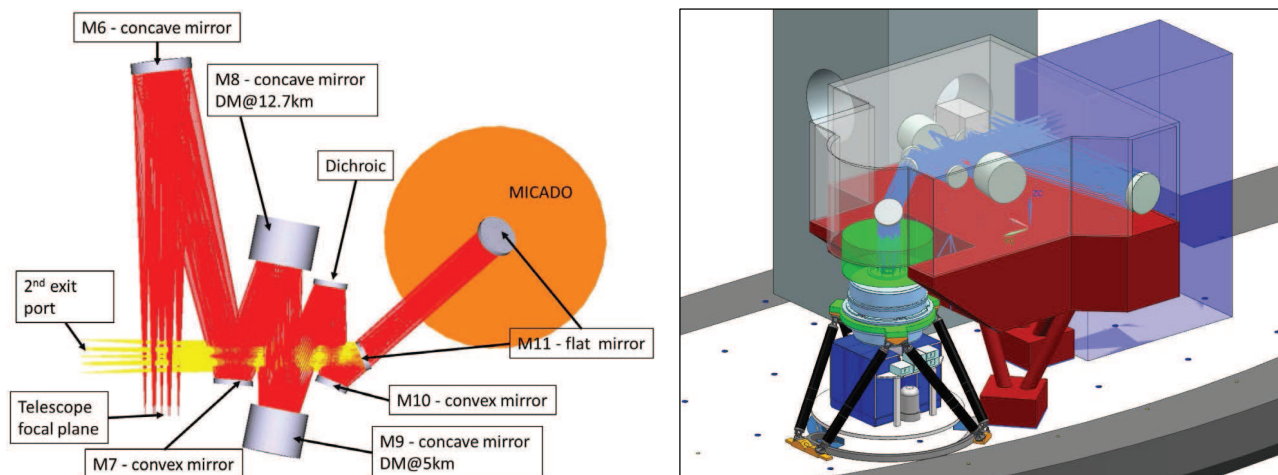 M6 - concave mirror
M8 - concave mirror
DM@12.7km
Dichroic
MICADO
2nd exit
port
M11 - flat mirror
Telescope
focal plane
M10 - convex mirror
M9 - concave mirror
DM@5km
M7 - convex mirror